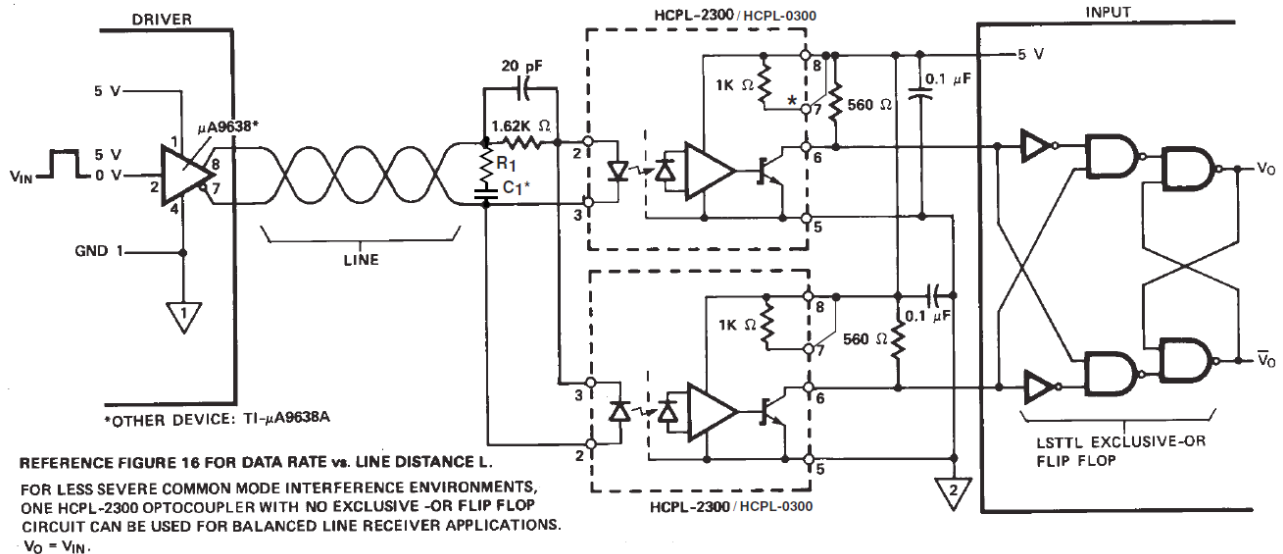 DRIVER
HCPL-2300/HCPL-0300
INPUT
5 V
μA9638*
1
5 V
0 V
VIN
2
8
7
4
GND 1
1
LINE
20 pF
1.62K Ω
R1
C1*
2
3
8
1K Ω
*
7
560 Ω
0.1 μF
5 V
6
5
VO
8
1K Ω
7
560 Ω
0.1 μF
3
6
2
5
2
V̅O
LSTTL EXCLUSIVE-OR
FLIP FLOP
HCPL-2300/HCPL-0300
*OTHER DEVICE: TI-μA9638A
REFERENCE FIGURE 16 FOR DATA RATE vs. LINE DISTANCE L.
FOR LESS SEVERE COMMON MODE INTERFERENCE ENVIRONMENTS,
ONE HCPL-2300 OPTOCOUPLER WITH NO EXCLUSIVE -OR FLIP FLOP
CIRCUIT CAN BE USED FOR BALANCED LINE RECEIVER APPLICATIONS.
VO = VIN.